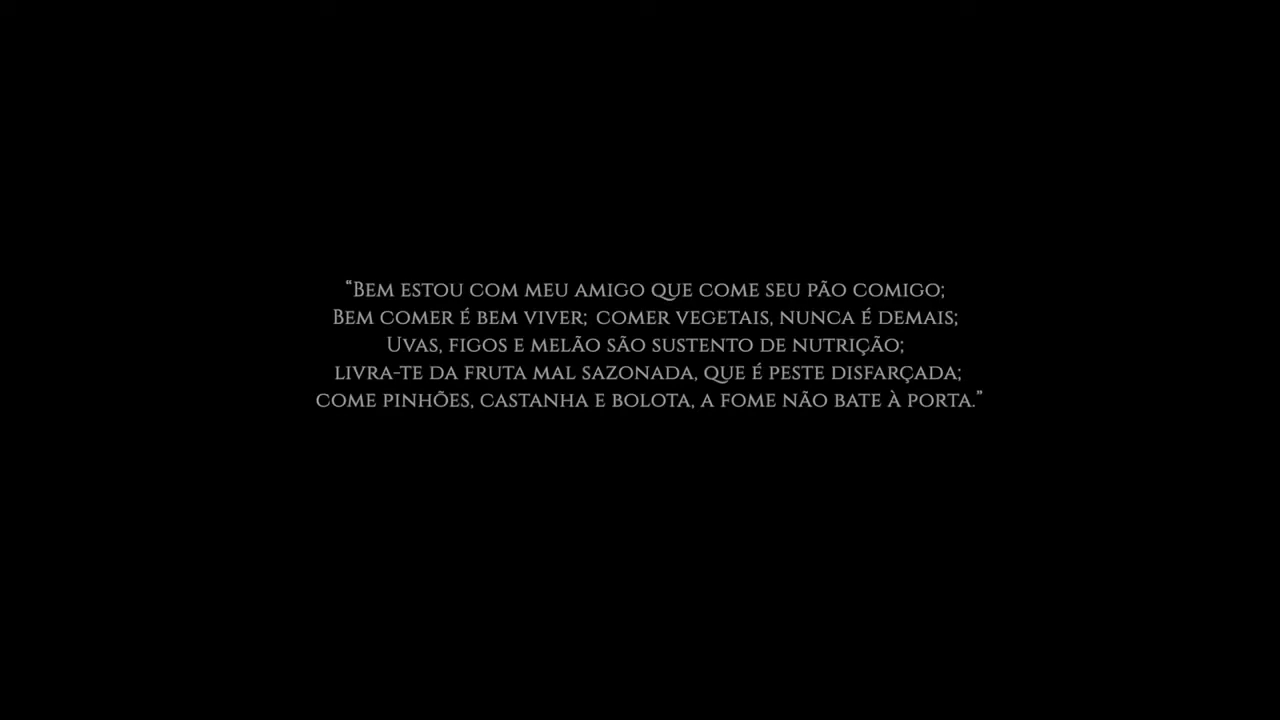 “Bem estou com meu amigo que come seu pão comigo;
Bem comer é bem viver; comer vegetais, nunca é demais;
Uvas, figos e melão são sustento de nutrição;
livra-te da fruta mal sazonada, que é peste disfarçada;
come pinhões, castanha e bolota, a fome não bate à porta.”